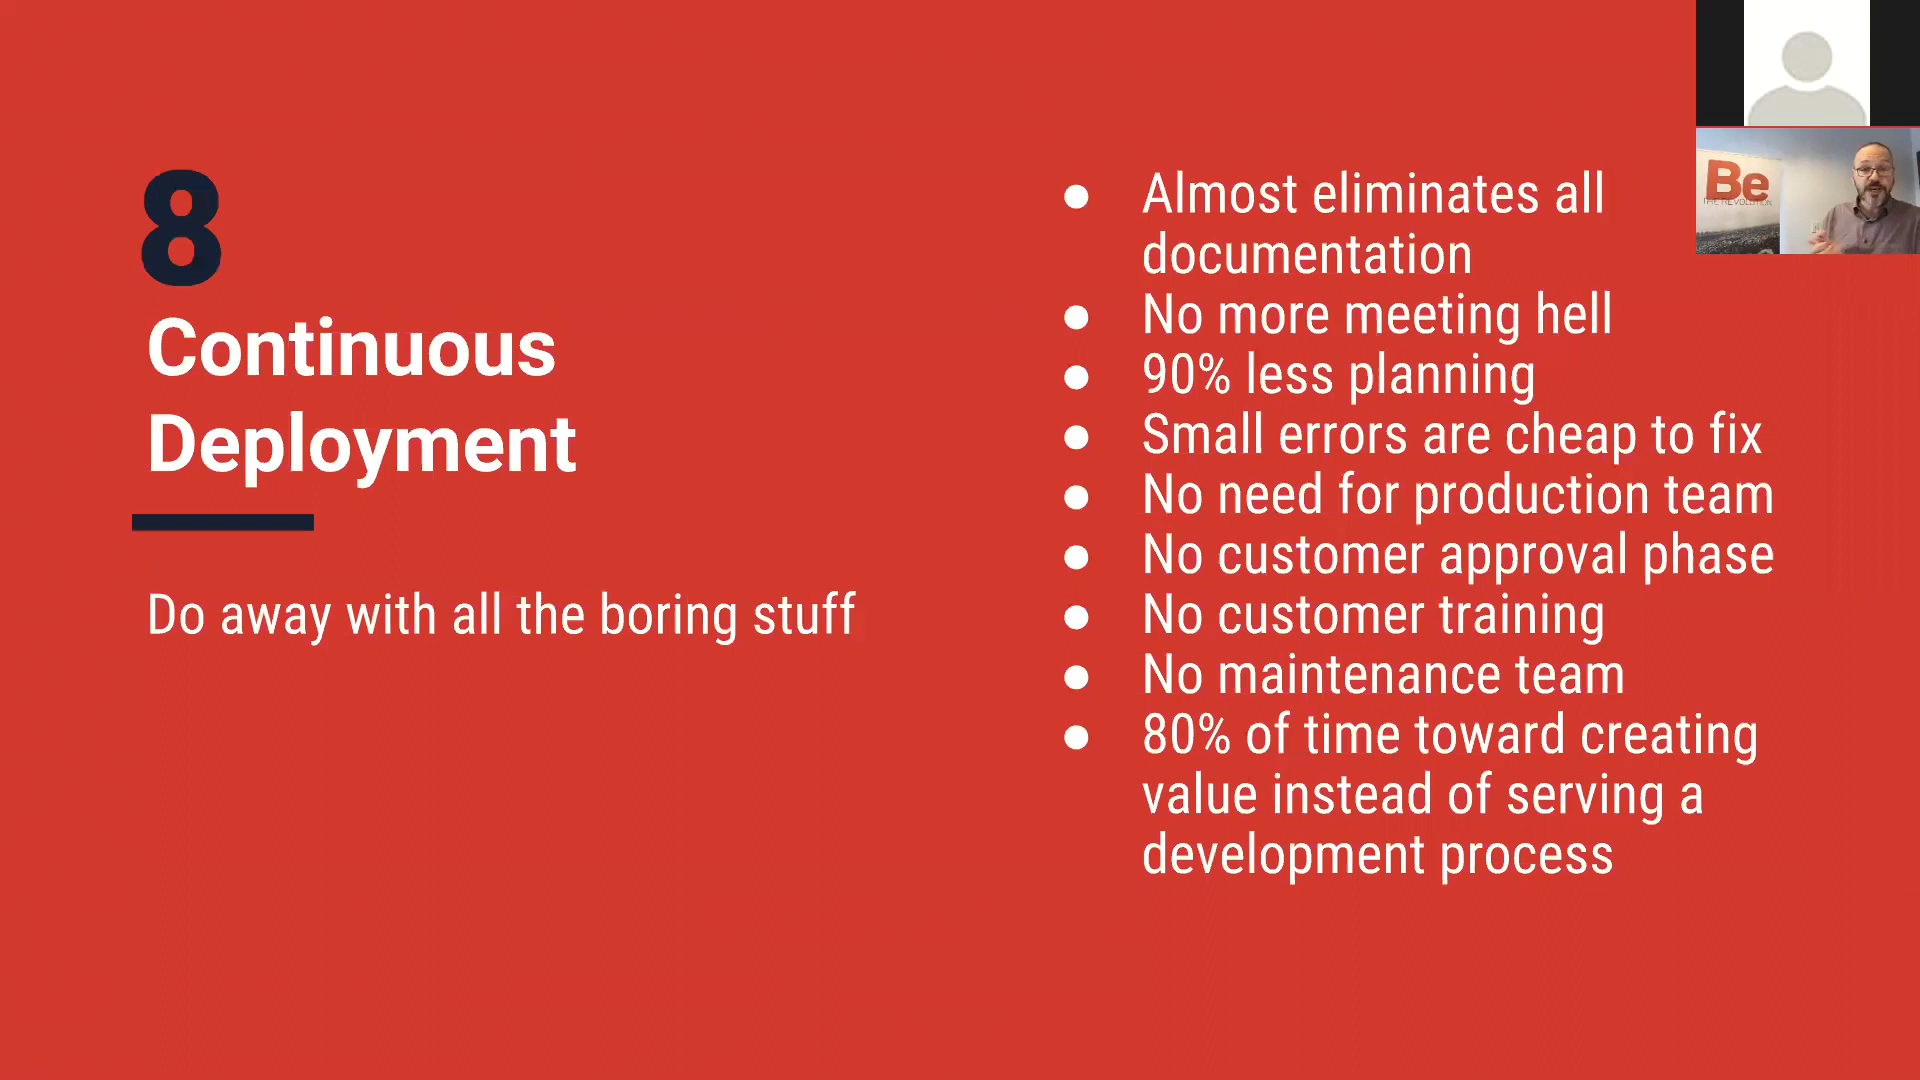 8
Continuous
Deployment
Do away with all the boring stuff
● Almost eliminates all
documentation
● No more meeting hell
● 90% less planning
● Small errors are cheap to fix
● No need for production team
● No customer approval phase
● No customer training
● No maintenance team
● 80% of time toward creating
value instead of serving a
development process
Be
THE REVOLUTION